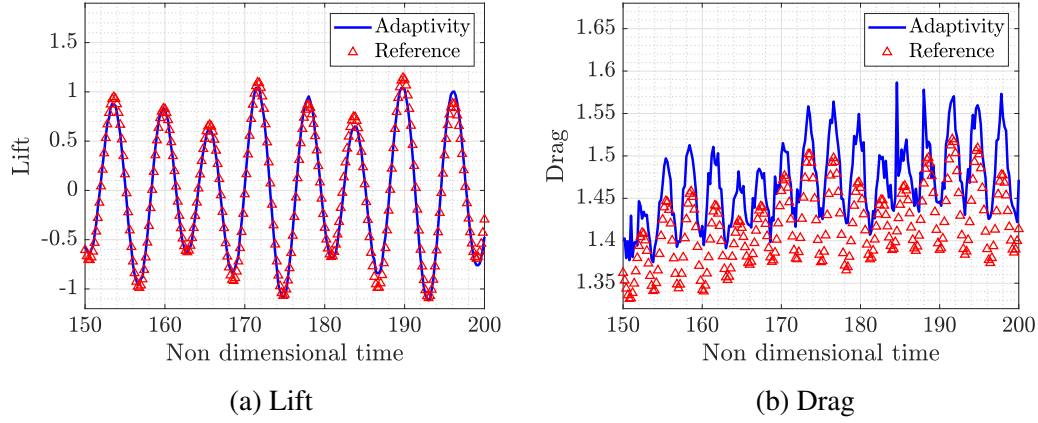 Adaptivity
Reference
1.5
1
0.5
0
-0.5
-1
Lift
150 160 170 180 190 200
Non dimensional time
(a) Lift
Adaptivity
Reference
1.65
1.6
1.55
1.5
1.45
1.4
1.35
Drag
150 160 170 180 190 200
Non dimensional time
(b) Drag